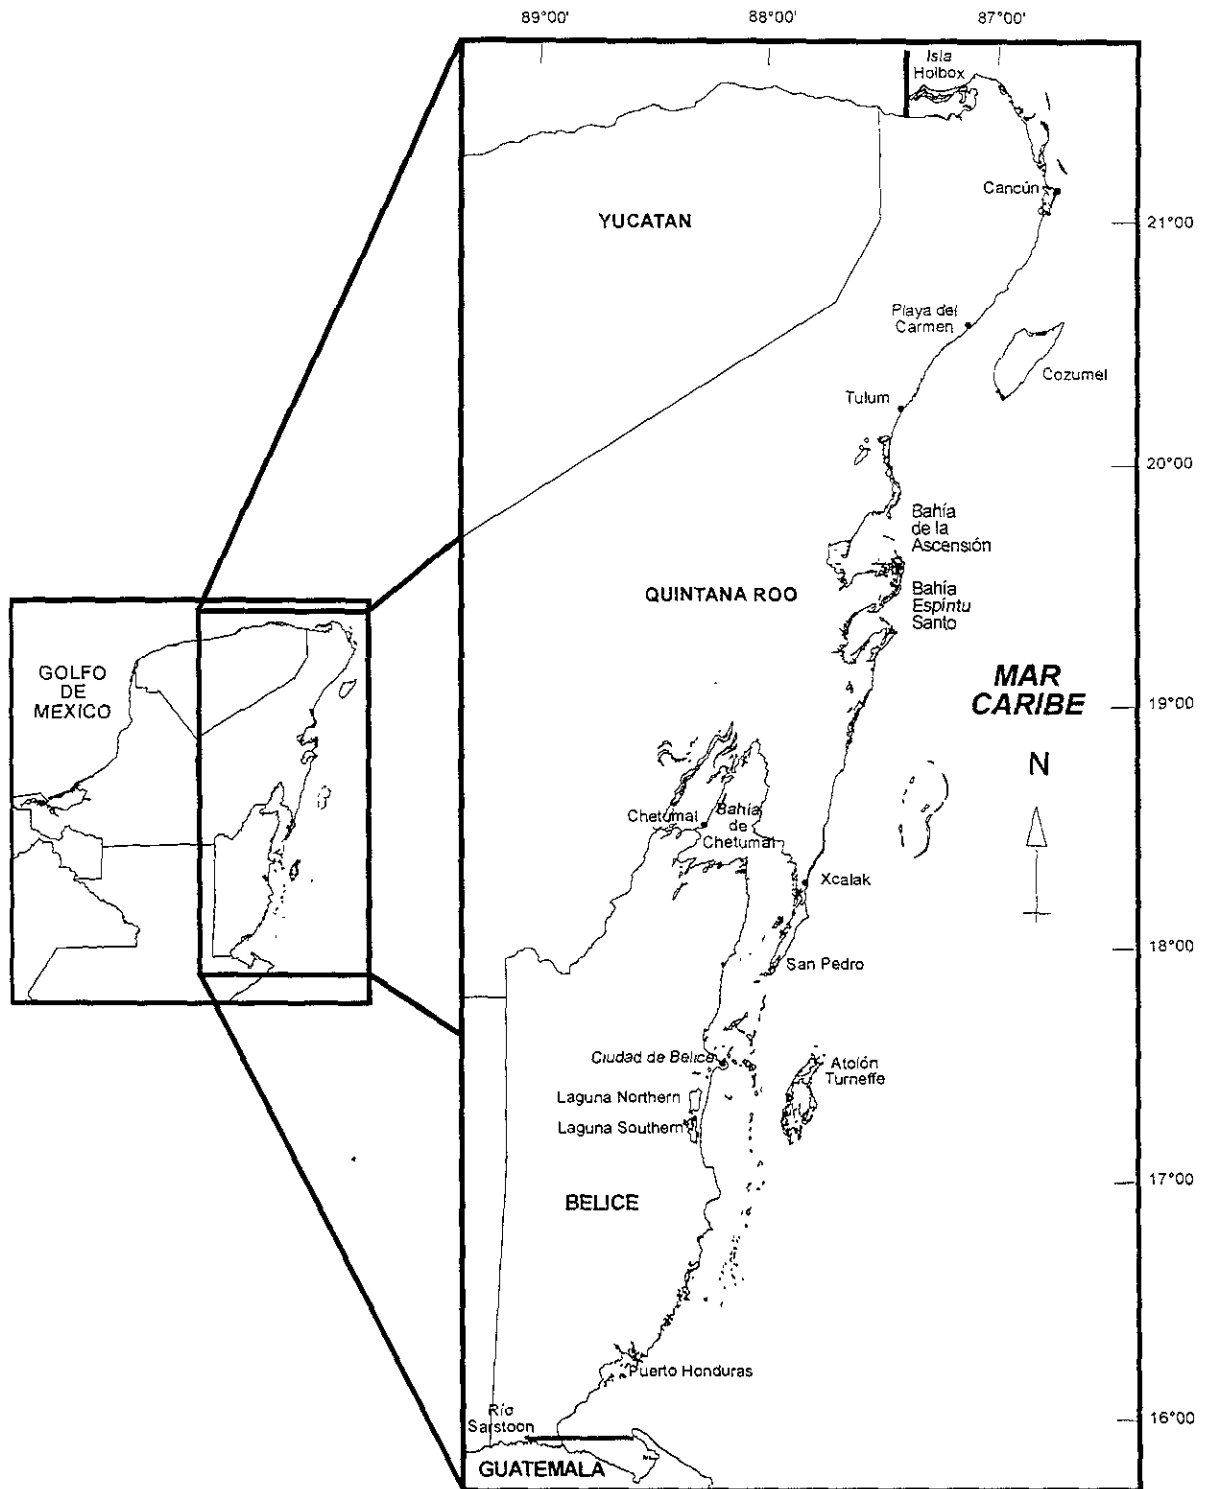 89°00' 88°00' 87°00'
Isla
Holbox
Cancún
YUCATAN
21°00
Playa del
Carmen
Cozumel
Tulum
20°00
Bahía
de la
Ascensión
QUINTANA ROO
Bahía
Espíntu
Santo
GOLFO
DE
MEXICO
MAR
CARIBE
19°00
N
Chetumal
Bahía
de
Chetumal
Xcalak
18°00
San Pedro
Ciudad de Belice
Atolón
Turneffe
Laguna Northern
Laguna Southern
17°00
BELICE
Puerto Honduras
Río
Sarstoon
16°00
GUATEMALA